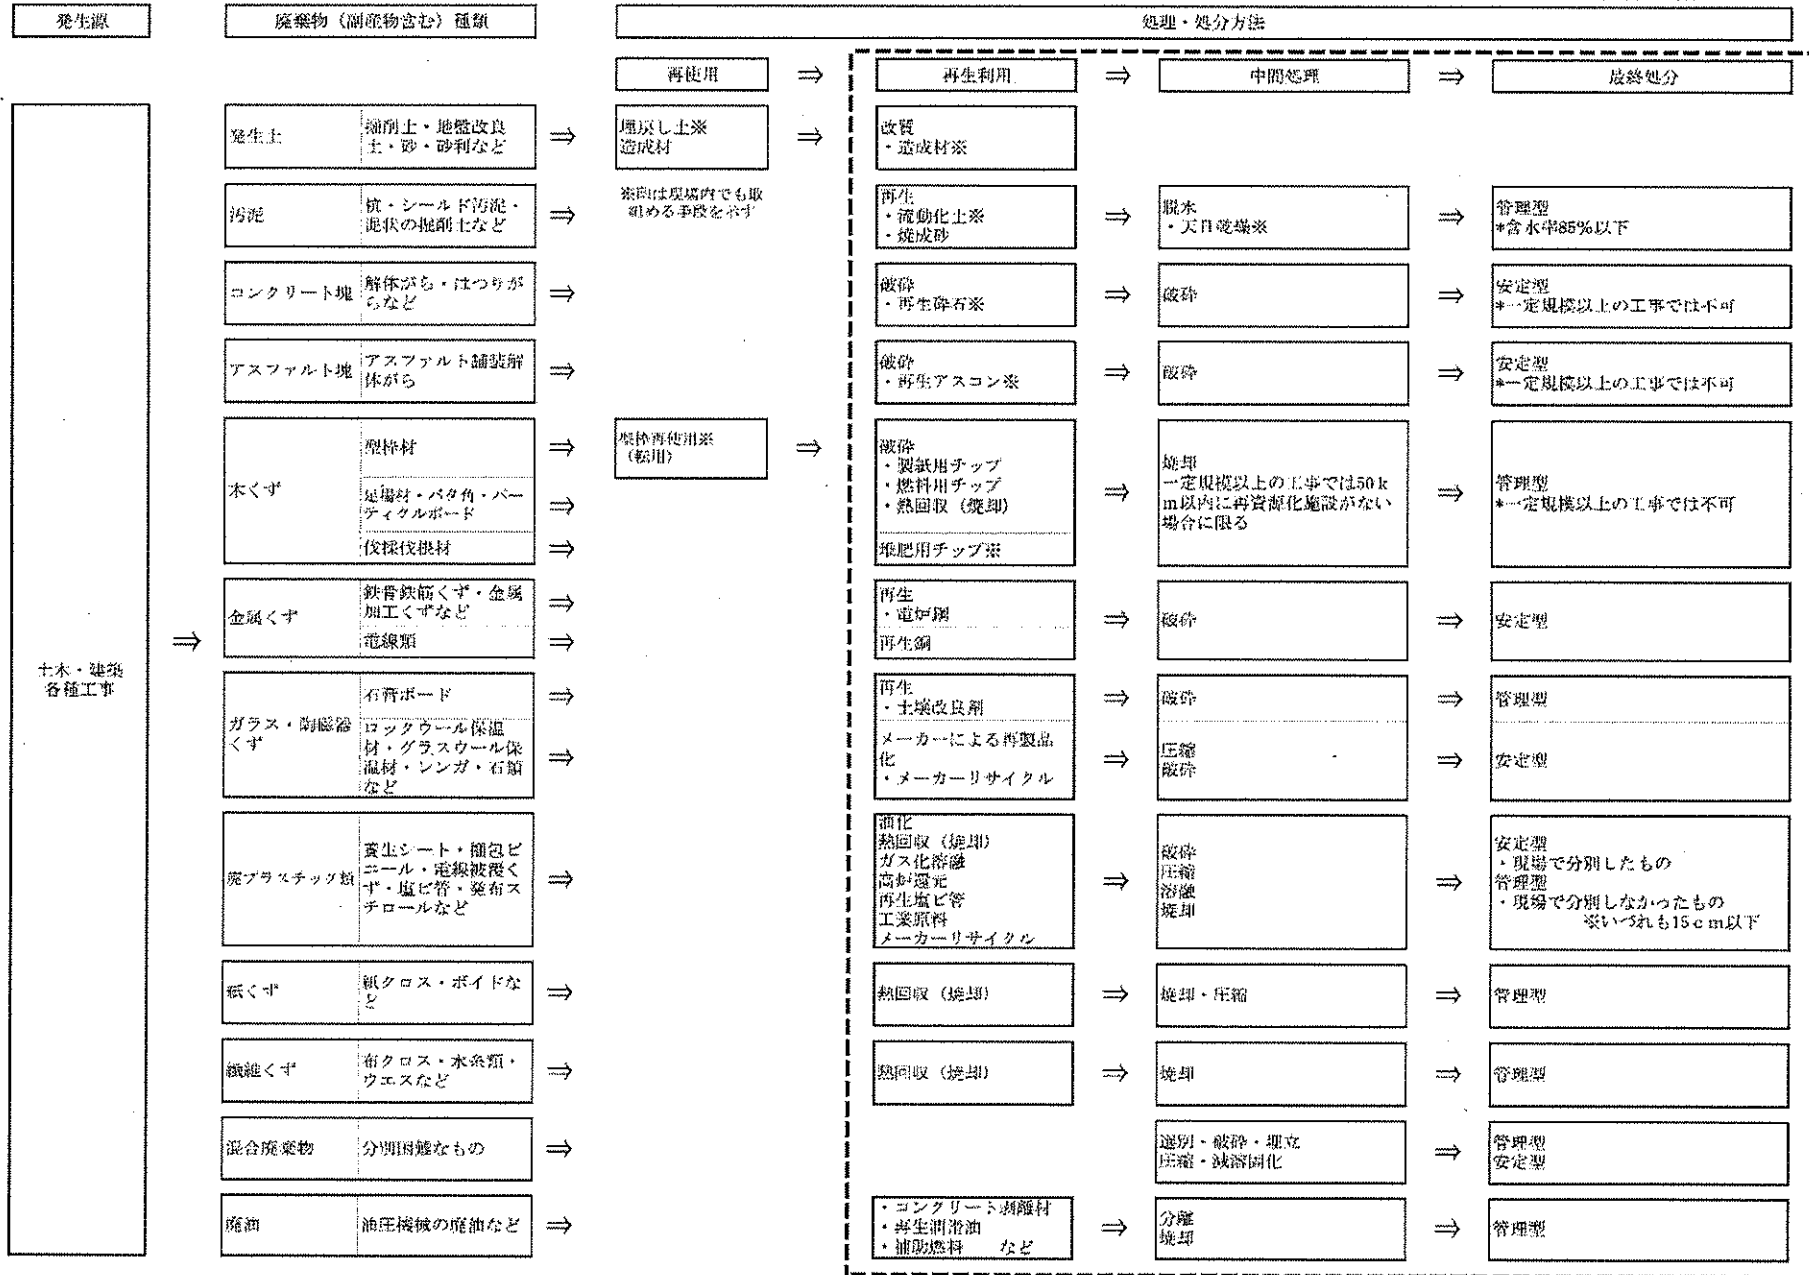 発生源
廃棄物（副産物含む）種類
処理・処分方法
再使用
⇒
再生利用
⇒
中間処理
⇒
最終処分
土木・建築
各種工事
⇒
発生土
掘削土・地盤改良
土・砂・砂利など
⇒
埋戻し土※
造成材
⇒
改質
・造成材※
※印は現場内でも取
組める手段を示す
汚泥
杭・シールド汚泥・
泥状の掘削土など
⇒
再生
・流動化土※
・焼成砂
⇒
脱水
・天日乾燥※
⇒
管理型
*含水率85%以下
コンクリート塊
解体がら・はつりが
らなど
⇒
破砕
・再生砕石※
⇒
破砕
⇒
安定型
*一定規模以上の工事では不可
アスファルト塊
アスファルト舗装解
体がら
⇒
破砕
・再生アスコン※
⇒
破砕
⇒
安定型
*一定規模以上の工事では不可
木くず
型枠材
⇒
型枠再使用※
（転用）
⇒
足場材・バタ角・パー
ティクルボード
⇒
伐採伐根材
⇒
破砕
・製紙用チップ
・燃料用チップ
・熱回収（焼却）
堆肥用チップ※
⇒
焼却
一定規模以上の工事では50ｋ
ｍ以内に再資源化施設がない
場合に限る
⇒
管理型
*一定規模以上の工事では不可
金属くず
鉄骨鉄筋くず・金属
加工くずなど
⇒
電線類
⇒
再生
・電炉鋼
再生銅
⇒
破砕
⇒
安定型
ガラス・陶磁器
くず
石膏ボード
⇒
再生
・土壌改良剤
⇒
破砕
⇒
管理型
ロックウール保温
材・グラスウール保
温材・レンガ・石類
など
⇒
メーカーによる再製品
化
・メーカーリサイクル
⇒
圧縮
破砕
⇒
安定型
廃プラスチック類
養生シート・梱包ビ
ニール・電線被覆く
ず・塩ビ管・発布ス
チロールなど
⇒
油化
熱回収（焼却）
ガス化溶融
高炉還元
再生塩ビ管
工業原料
メーカーリサイクル
⇒
破砕
圧縮
溶融
焼却
⇒
安定型
・現場で分別したもの
管理型
・現場で分別しなかったもの
※いづれも15ｃｍ以下
紙くず
紙クロス・ボイドな
ど
⇒
熱回収（焼却）
⇒
焼却・圧縮
⇒
管理型
繊維くず
布クロス・水糸類・
ウエスなど
⇒
熱回収（焼却）
⇒
焼却
⇒
管理型
混合廃棄物
分別困難なもの
⇒
選別・破砕・埋立
圧縮・減溶固化
⇒
管理型
安定型
廃油
油圧機械の廃油など
⇒
・コンクリート剥離材
・再生潤滑油
・補助燃料　など
⇒
分離
焼却
⇒
管理型